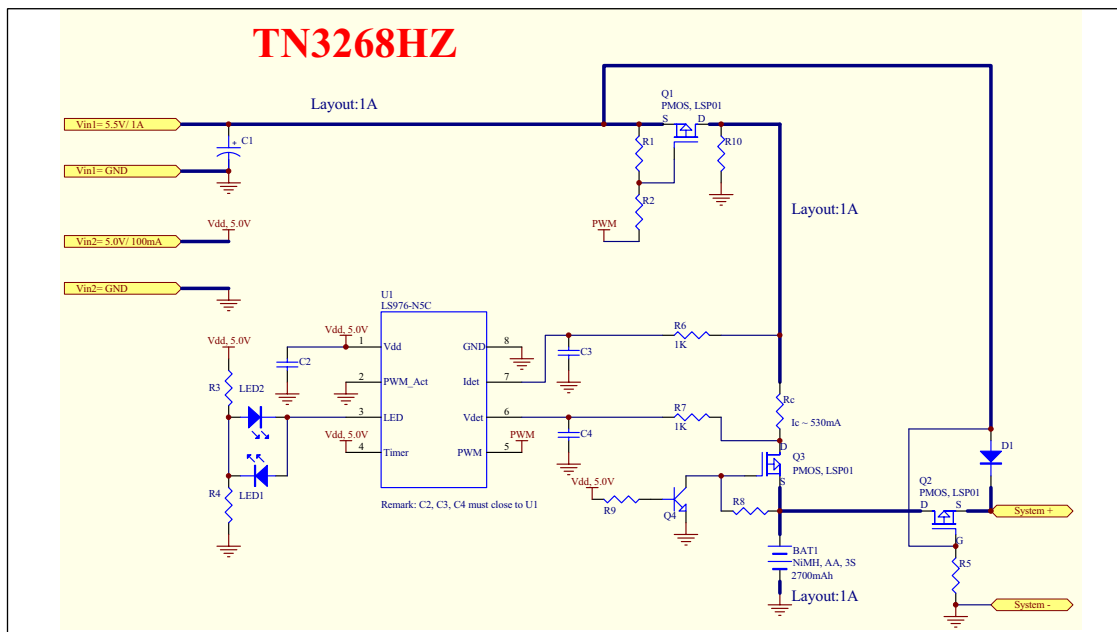 TN3268HZ
Layout:1A
Q1
PMOS, LSP01
S
D
Vin1= 5.5V/ 1A
+
C1
R1
R10
Vin1= GND
R2
PWM
Layout:1A
Vdd, 5.0V
Vin2= 5.0V/ 100mA
Vin2= GND
U1
LS976-N5C
Vdd, 5.0V
1
Vdd
GND
8
R6
1K
Vdd, 5.0V
C2
C3
2
PWM_Act
Idet
7
R3
LED2
Rc
Ic ~ 530mA
3
LED
Vdet
6
R7
1K
Vdd, 5.0V
4
Timer
PWM
5
PWM
C4
D
Q3
PMOS, LSP01
S
D1
LED1
R4
Vdd, 5.0V
R9
Q4
R8
Remark: C2, C3, C4 must close to U1
Q2
PMOS, LSP01
D
S
G
System +
BAT1
NiMH, AA, 3S
2700mAh
R5
Layout:1A
System -